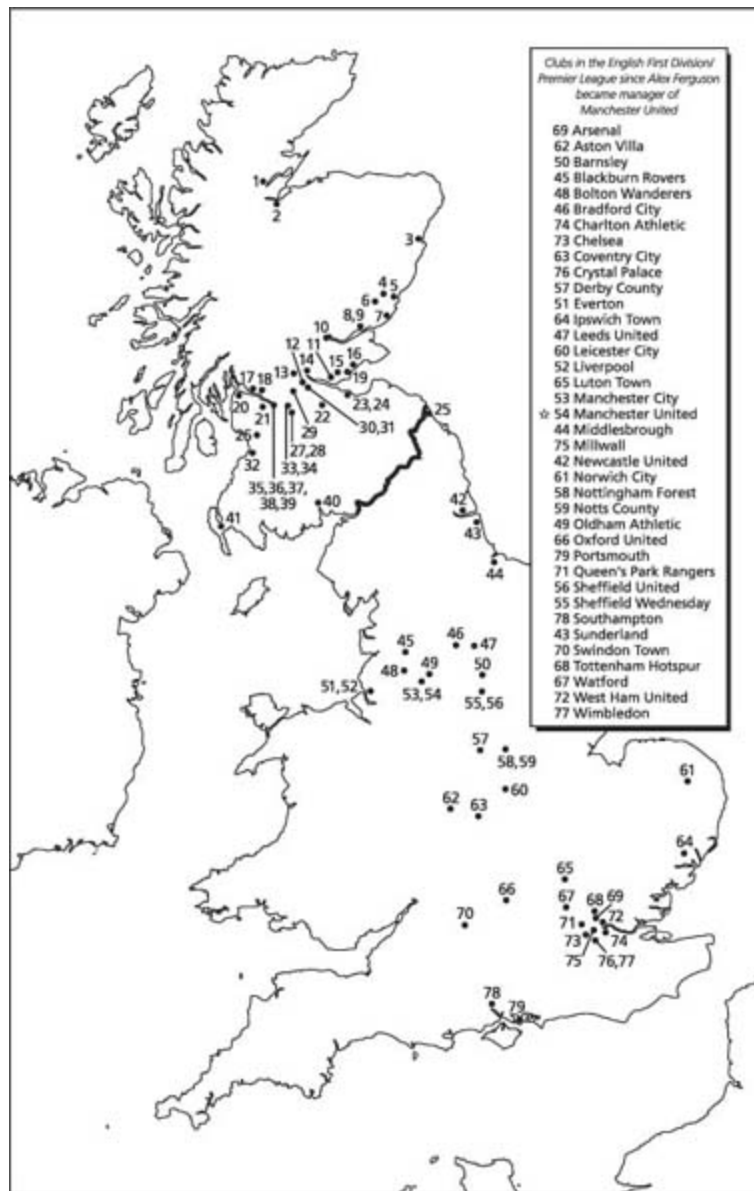 Clubs in the English First Division/
Premier League since Alex Ferguson
became manager of
Manchester United
69 Arsenal
62 Aston Villa
50 Barnsley
45 Blackburn Rovers
48 Bolton Wanderers
46 Bradford City
74 Charlton Athletic
73 Chelsea
63 Coventry City
76 Crystal Palace
57 Derby County
51 Everton
64 Ipswich Town
47 Leeds United
60 Leicester City
52 Liverpool
65 Luton Town
53 Manchester City
☆ 54 Manchester United
44 Middlesbrough
75 Millwall
42 Newcastle United
61 Norwich City
58 Nottingham Forest
59 Notts County
49 Oldham Athletic
66 Oxford United
79 Portsmouth
71 Queen's Park Rangers
56 Sheffield United
55 Sheffield Wednesday
78 Southampton
43 Sunderland
70 Swindon Town
68 Tottenham Hotspur
67 Watford
72 West Ham United
77 Wimbledon
1
2
3
4
5
6
7
8,9
10
11
12
13
14
15
16
17
18
19
20
21
22
23, 24
25
26
27,28
29
30,31
32
33,34
35,36,37,
38,39
40
41
42
43
44
45
46
47
48
49
50
51,52
53,54
55,56
57
58,59
60
61
62
63
64
65
66
67
68
69
70
71
72
73
74
75
76,77
78
79